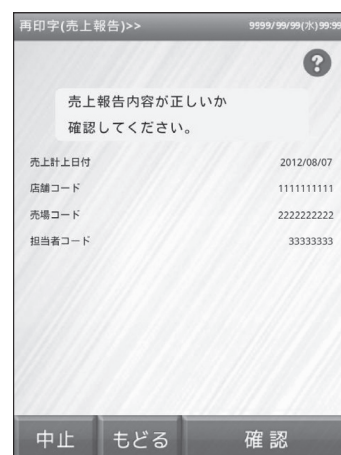 再印字(売上報告)>> 9999/99/99(水)99:99
?
売上報告内容が正しいか
確認してください。
売上計上日付 2012/08/07
店舗コード 1111111111
売場コード 2222222222
担当者コード 33333333
中止 もどる 確認